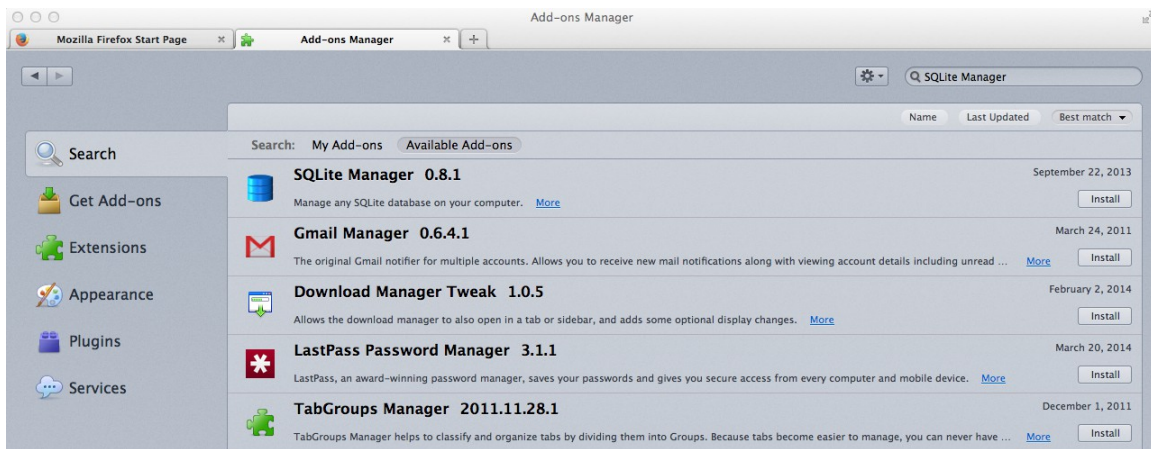 Add-ons Manager
Mozilla Firefox Start Page
Add-ons Manager
SQLite Manager
Name Last Updated Best match
Search
Search: My Add-ons Available Add-ons
SQLite Manager 0.8.1 September 22, 2013
Manage any SQLite database on your computer. More Install
Get Add-ons
Gmail Manager 0.6.4.1 March 24, 2011
The original Gmail notifier for multiple accounts. Allows you to receive new mail notifications along with viewing account details including unread ... More Install
Extensions
Download Manager Tweak 1.0.5 February 2, 2014
Allows the download manager to also open in a tab or sidebar, and adds some optional display changes. More Install
Appearance
Plugins
LastPass Password Manager 3.1.1 March 20, 2014
LastPass, an award-winning password manager, saves your passwords and gives you secure access from every computer and mobile device. More Install
Services
TabGroups Manager 2011.11.28.1 December 1, 2011
TabGroups Manager helps to classify and organize tabs by dividing them into Groups. Because tabs become easier to manage, you can never have ... More Install